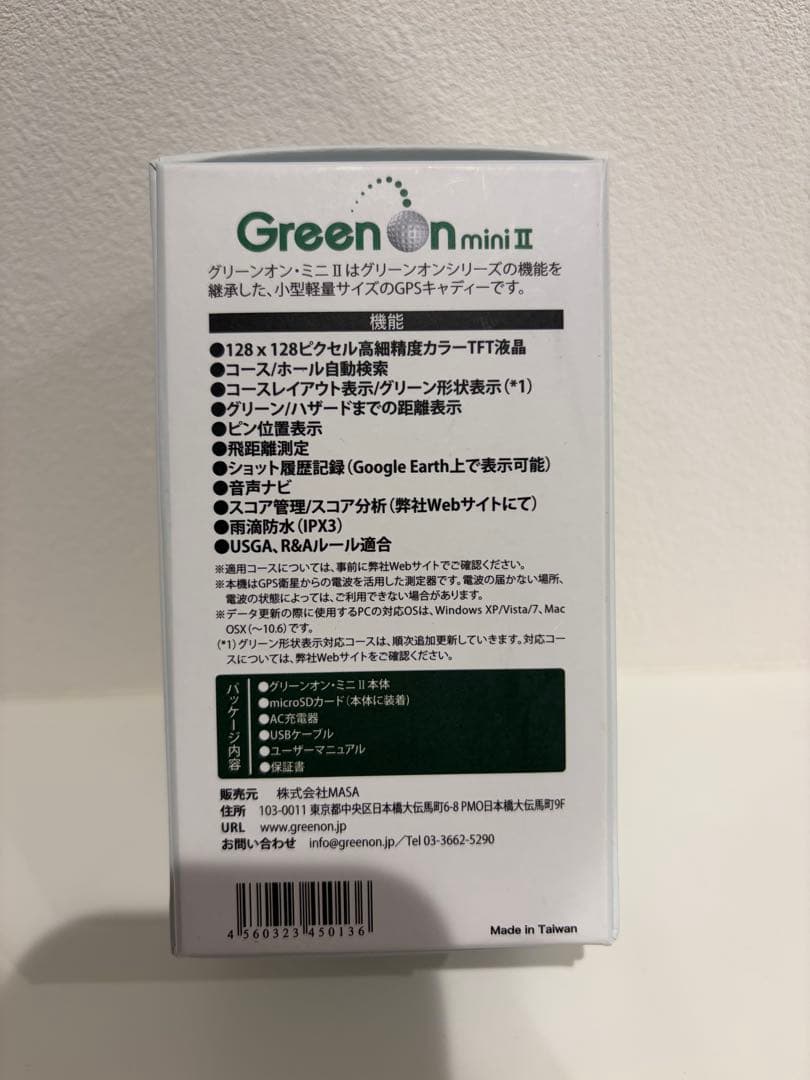 Green On mini II
グリーンオン・ミニⅡはグリーンオンシリーズの機能を
継承した、小型軽量サイズのGPSキャディーです。
機能
●128 x 128ピクセル高細精度カラーTFT液晶
●コース/ホール自動検索
●コースレイアウト表示/グリーン形状表示(*1)
●グリーン/ハザードまでの距離表示
●ピン位置表示
●飛距離測定
●ショット履歴記録(Google Earth上で表示可能)
●音声ナビ
●スコア管理/スコア分析(弊社Webサイトにて)
●雨滴防水(IPX3)
●USGA、R&Aルール適合
※適用コースについては、事前に弊社Webサイトでご確認ください。
※本機はGPS衛星からの電波を活用した測定器です。電波の届かない場所、
電波の状態によっては、ご利用できない場合があります。
※データ更新の際に使用するPCの対応OSは、Windows XP/Vista/7、Mac
OSX(〜10.6)です。
(*1)グリーン形状表示対応コースは、順次追加更新していきます。対応コー
スについては、弊社Webサイトをご確認ください。
パッケージ内容
●グリーンオン・ミニⅡ本体
●microSDカード(本体に装着)
●AC充電器
●USBケーブル
●ユーザーマニュアル
●保証書
販売元 株式会社MASA
住所 103-0011 東京都中央区日本橋大伝馬町6-8 PMO日本橋大伝馬町9F
URL www.greenon.jp
お問い合わせ info@greenon.jp/Tel 03-3662-5290
4 560323 450136
Made in Taiwan